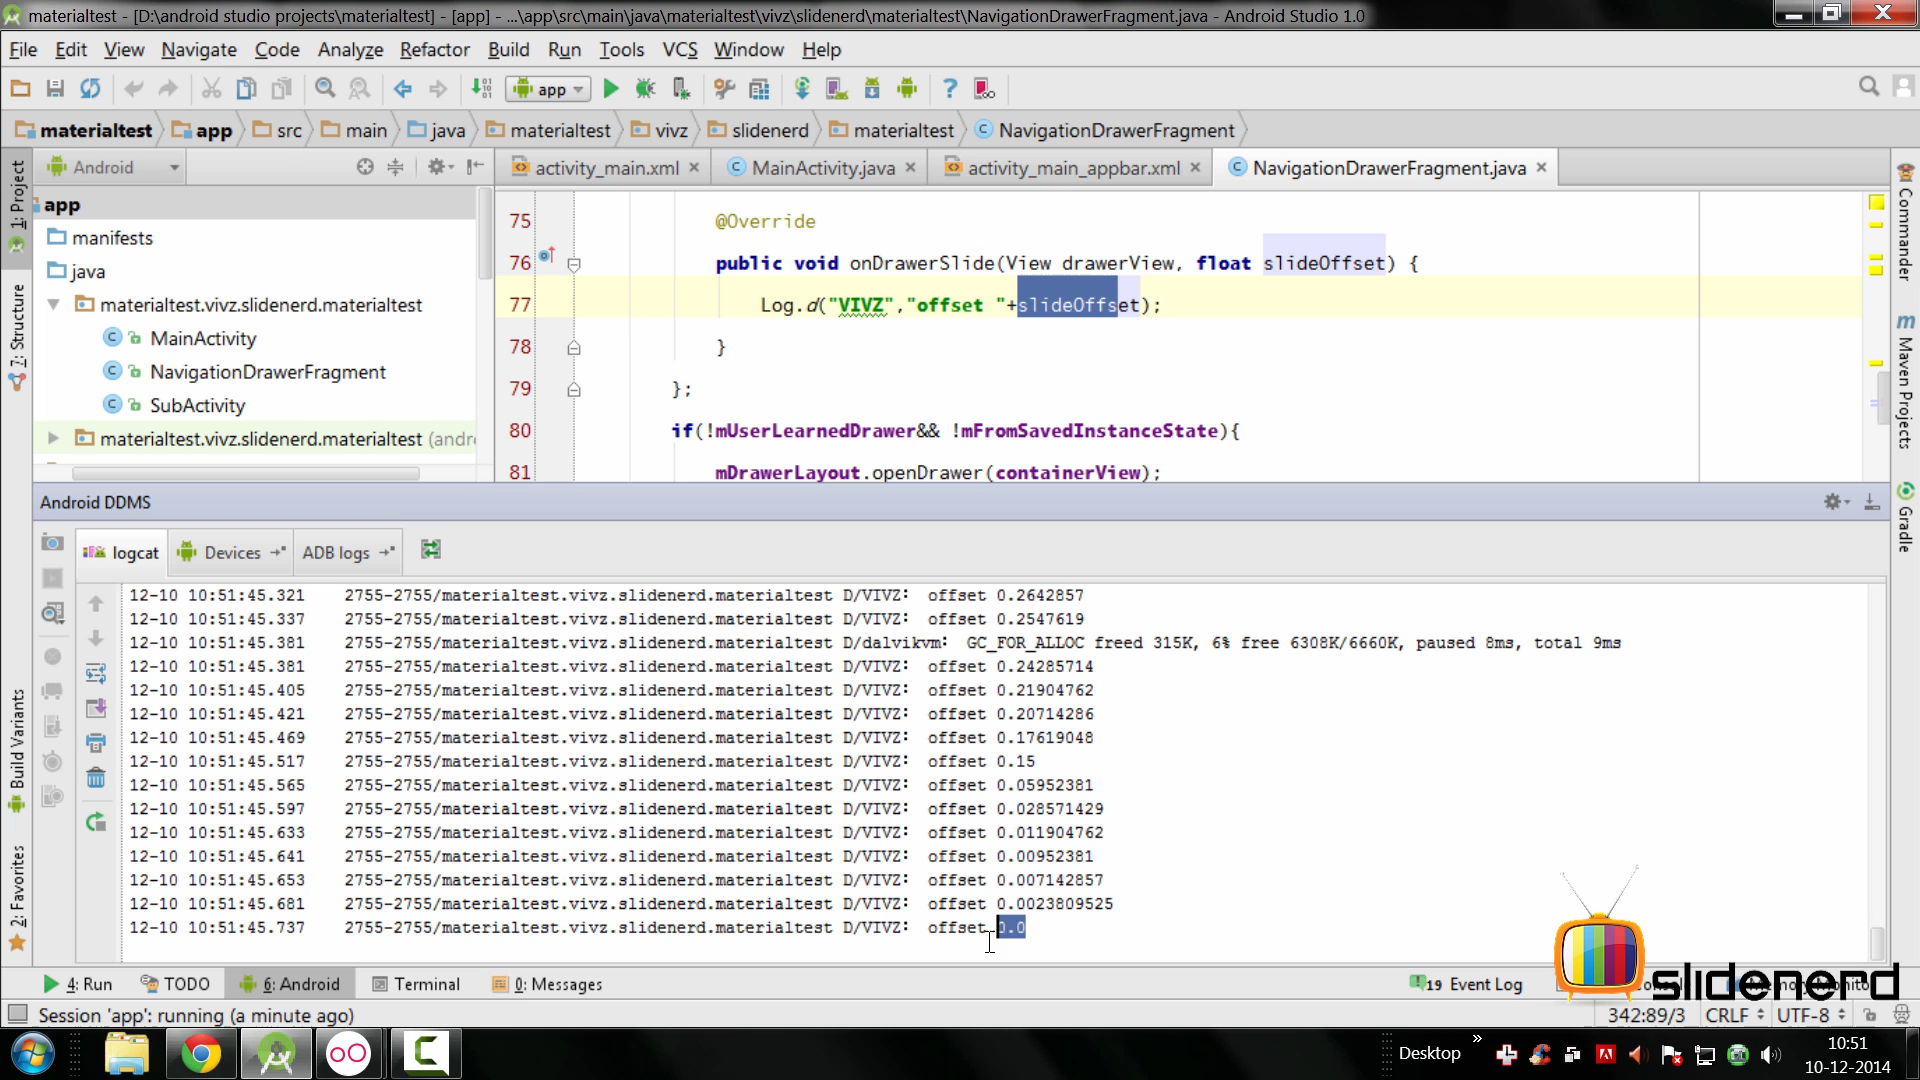 materialtest - [D:\android studio projects\materialtest] - [app] - ...\app\src\main\java\materialtest\vivz\slidenerd\materialtest\NavigationDrawerFragment.java - Android Studio 1.0
File Edit View Navigate Code Analyze Refactor Build Run Tools VCS Window Help
app
materialtest app src main java materialtest vivz slidenerd materialtest NavigationDrawerFragment
Android
activity_main.xml MainActivity.java activity_main_appbar.xml NavigationDrawerFragment.java
1: Project
7: Structure
Build Variants
2: Favorites
app
manifests
java
materialtest.vivz.slidenerd.materialtest
MainActivity
NavigationDrawerFragment
SubActivity
materialtest.vivz.slidenerd.materialtest (andr
75 @Override
76 public void onDrawerSlide(View drawerView, float slideOffset) {
77 Log.d("VIVZ","offset "+slideOffset);
78 }
79 };
80 if(!mUserLearnedDrawer&& !mFromSavedInstanceState){
81 mDrawerLayout.openDrawer(containerView);
Commander
Maven Projects
Gradle
Android DDMS
logcat Devices ADB logs
12-10 10:51:45.321 2755-2755/materialtest.vivz.slidenerd.materialtest D/VIVZ: offset 0.2642857
12-10 10:51:45.337 2755-2755/materialtest.vivz.slidenerd.materialtest D/VIVZ: offset 0.2547619
12-10 10:51:45.381 2755-2755/materialtest.vivz.slidenerd.materialtest D/dalvikvm: GC_FOR_ALLOC freed 315K, 6% free 6308K/6660K, paused 8ms, total 9ms
12-10 10:51:45.381 2755-2755/materialtest.vivz.slidenerd.materialtest D/VIVZ: offset 0.24285714
12-10 10:51:45.405 2755-2755/materialtest.vivz.slidenerd.materialtest D/VIVZ: offset 0.21904762
12-10 10:51:45.421 2755-2755/materialtest.vivz.slidenerd.materialtest D/VIVZ: offset 0.20714286
12-10 10:51:45.469 2755-2755/materialtest.vivz.slidenerd.materialtest D/VIVZ: offset 0.17619048
12-10 10:51:45.517 2755-2755/materialtest.vivz.slidenerd.materialtest D/VIVZ: offset 0.15
12-10 10:51:45.565 2755-2755/materialtest.vivz.slidenerd.materialtest D/VIVZ: offset 0.05952381
12-10 10:51:45.597 2755-2755/materialtest.vivz.slidenerd.materialtest D/VIVZ: offset 0.028571429
12-10 10:51:45.633 2755-2755/materialtest.vivz.slidenerd.materialtest D/VIVZ: offset 0.011904762
12-10 10:51:45.641 2755-2755/materialtest.vivz.slidenerd.materialtest D/VIVZ: offset 0.00952381
12-10 10:51:45.653 2755-2755/materialtest.vivz.slidenerd.materialtest D/VIVZ: offset 0.007142857
12-10 10:51:45.681 2755-2755/materialtest.vivz.slidenerd.materialtest D/VIVZ: offset 0.0023809525
12-10 10:51:45.737 2755-2755/materialtest.vivz.slidenerd.materialtest D/VIVZ: offset 0.0
4: Run TODO 6: Android Terminal 0: Messages 19 Event Log
slidenerd
Session 'app': running (a minute ago) 342:89/3 CRLF UTF-8
Desktop
10:51
10-12-2014